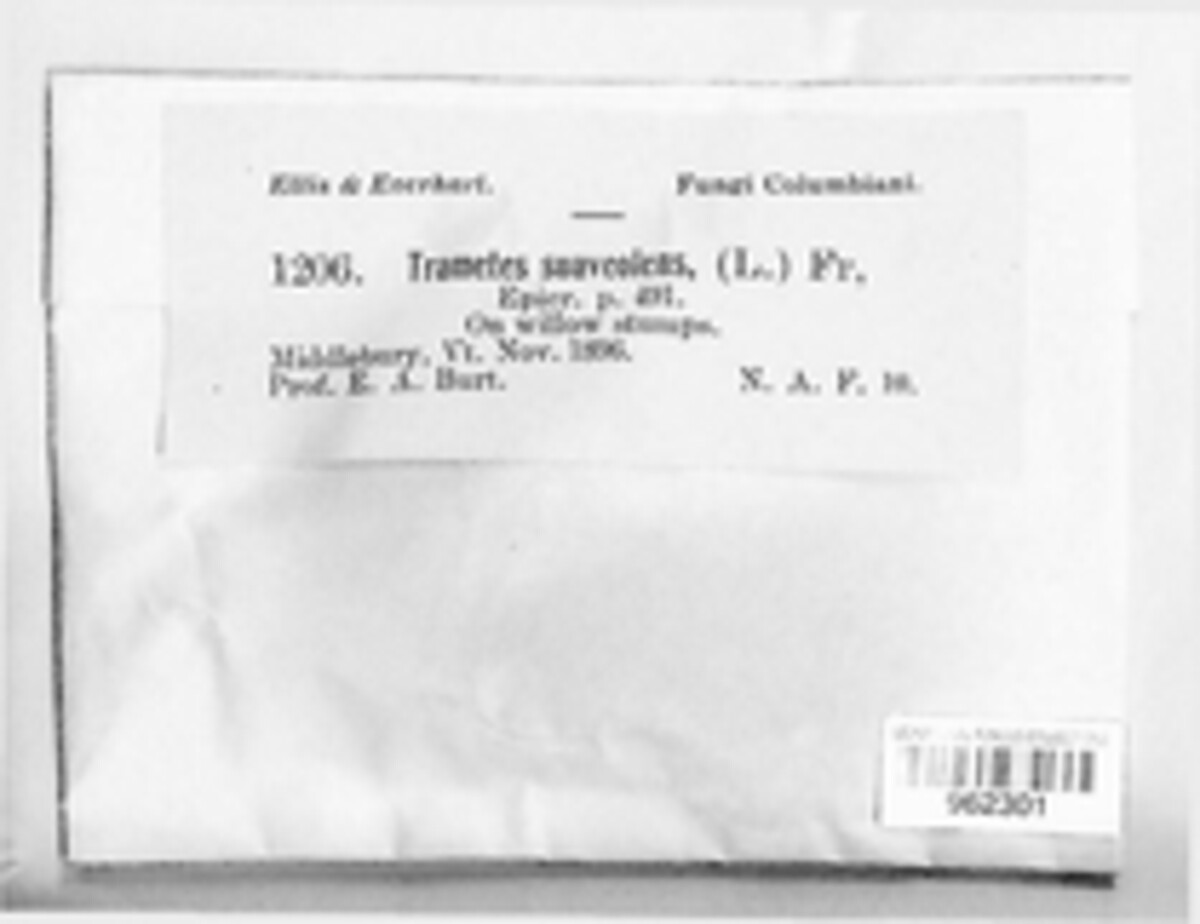 Ellis & Everhart. Fungi Columbiani.
1206. Trametes suaveolens, (L.) Fr.
Epicr. p. 491.
On willow stumps.
Middlebury, Vt. Nov. 1896.
Prof. E. A. Burt. N. A. F. 10.
962301